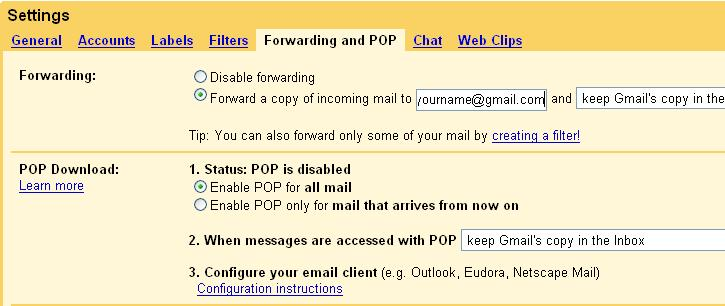 Settings
General Accounts Labels Filters Forwarding and POP Chat Web Clips
Forwarding: Disable forwarding
Forward a copy of incoming mail to yourname@gmail.com and keep Gmail's copy in the
Tip: You can also forward only some of your mail by creating a filter!
POP Download: 1. Status: POP is disabled
Learn more Enable POP for all mail
Enable POP only for mail that arrives from now on
2. When messages are accessed with POP keep Gmail's copy in the Inbox
3. Configure your email client (e.g. Outlook, Eudora, Netscape Mail)
Configuration instructions